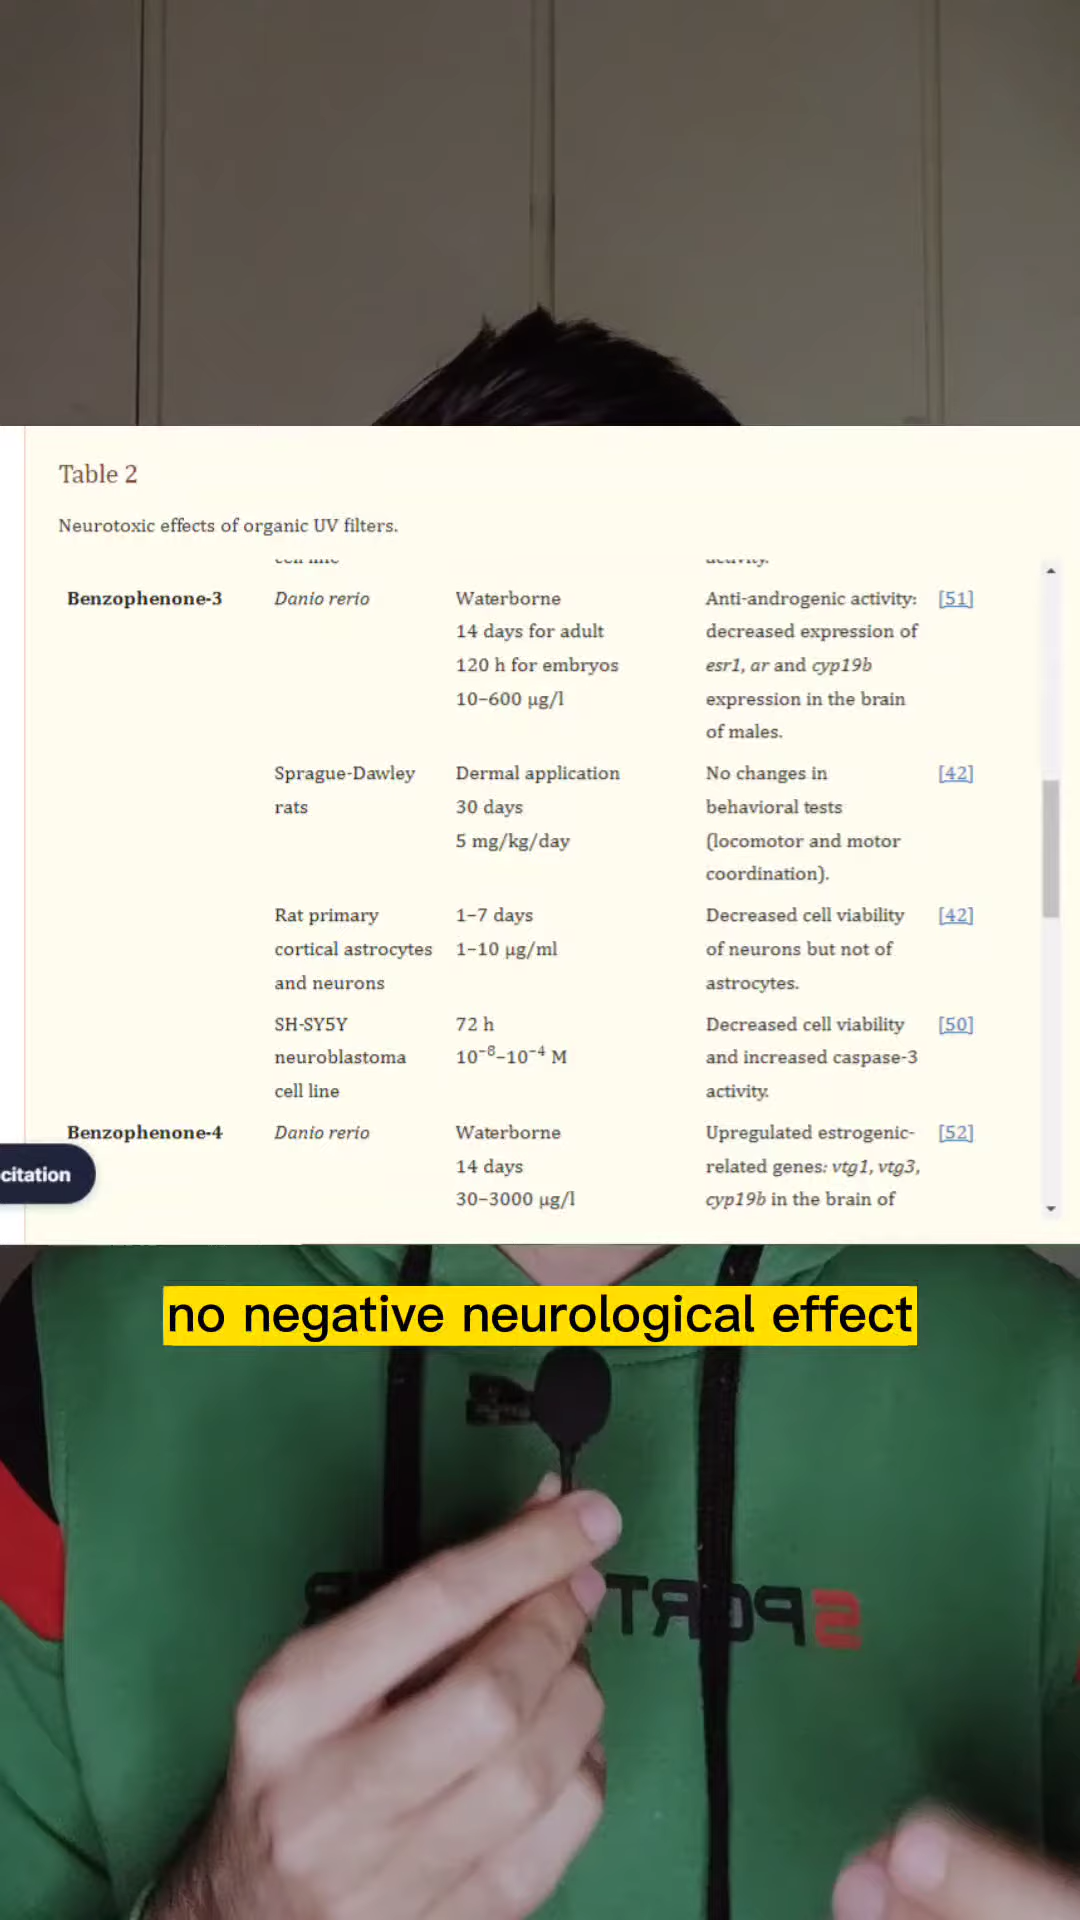 Table 2
Neurotoxic effects of organic UV filters.
cell line activity.
Benzophenone-3 Danio rerio Waterborne Anti-androgenic activity: [51]
14 days for adult decreased expression of
120 h for embryos esr1, ar and cyp19b
10–600 μg/l expression in the brain
of males.
Sprague-Dawley Dermal application No changes in [42]
rats 30 days behavioral tests
5 mg/kg/day (locomotor and motor
coordination).
Rat primary 1–7 days Decreased cell viability [42]
cortical astrocytes 1–10 μg/ml of neurons but not of
and neurons astrocytes.
SH-SY5Y 72 h Decreased cell viability [50]
neuroblastoma 10⁻⁸–10⁻⁴ M and increased caspase-3
cell line activity.
Benzophenone-4 Danio rerio Waterborne Upregulated estrogenic- [52]
14 days related genes: vtg1, vtg3,
30–3000 μg/l cyp19b in the brain of
citation
no negative neurological effect
SPORT